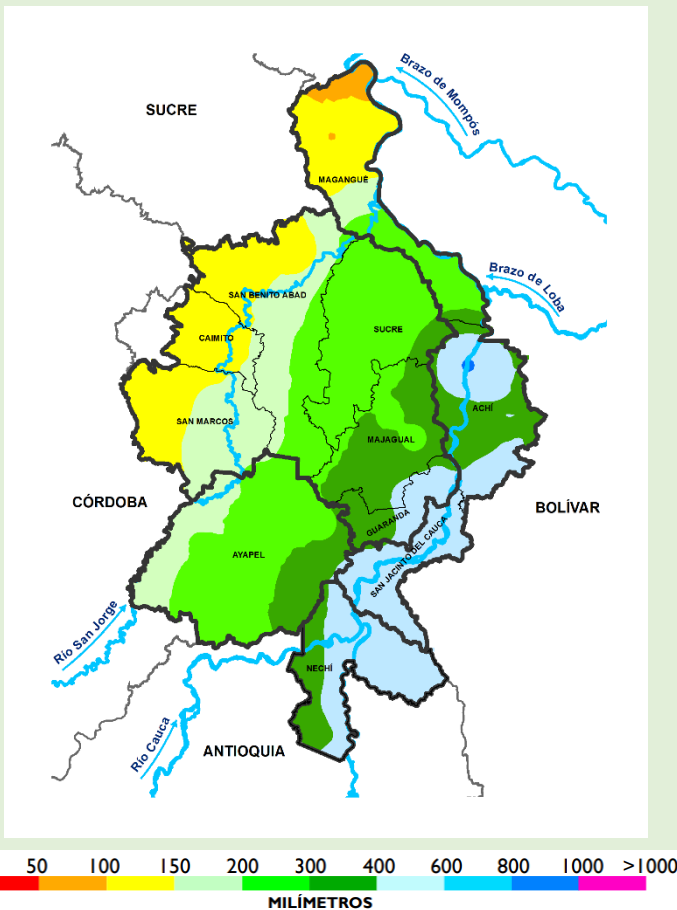 Brazo de Mompós
SUCRE
MAGANGUÉ
Brazo de Loba
SAN BENITO ABAD
SUCRE
CAIMITO
ACHÍ
SAN MARCOS
MAJAGUAL
CÓRDOBA
BOLÍVAR
GUARANDA
SAN JACINTO DEL CAUCA
AYAPEL
Río San Jorge
NECHÍ
Río Cauca
ANTIOQUIA
50 100 150 200 300 400 600 800 1000 >1000
MILÍMETROS